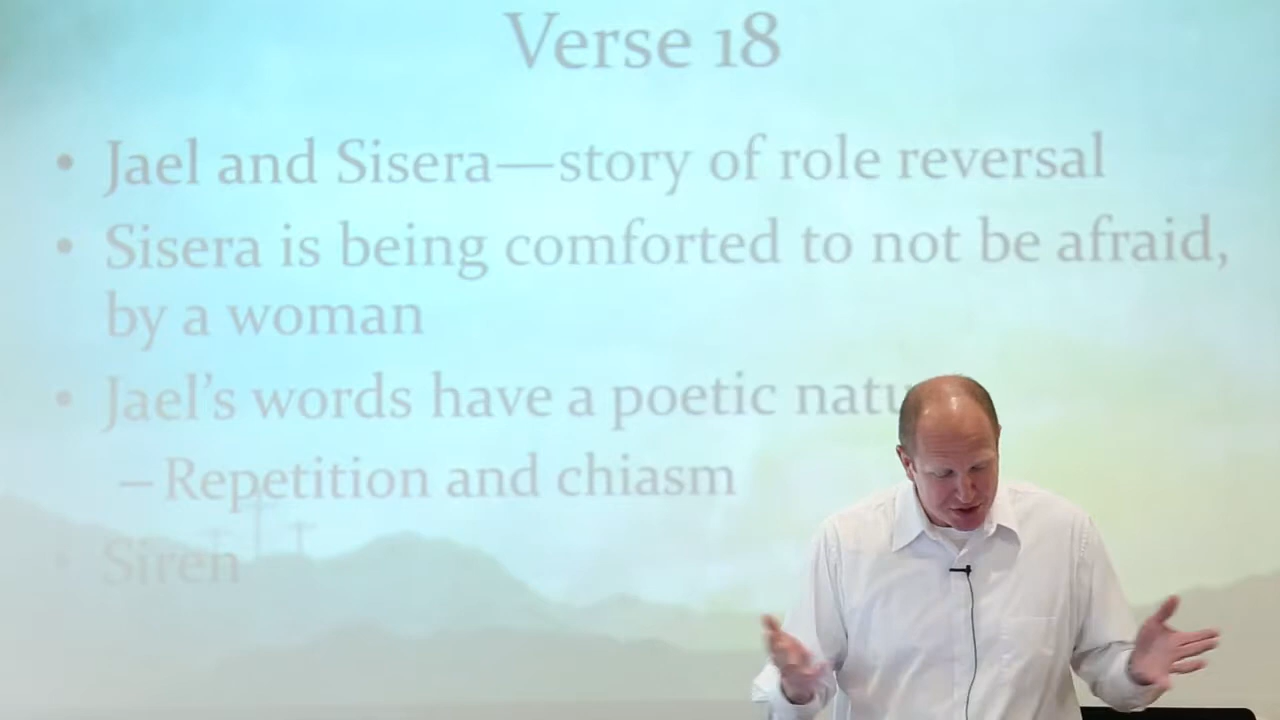 Verse 18
• Jael and Sisera—story of role reversal
• Sisera is being comforted to not be afraid,
by a woman
• Jael’s words have a poetic natu
– Repetition and chiasm
• Siren